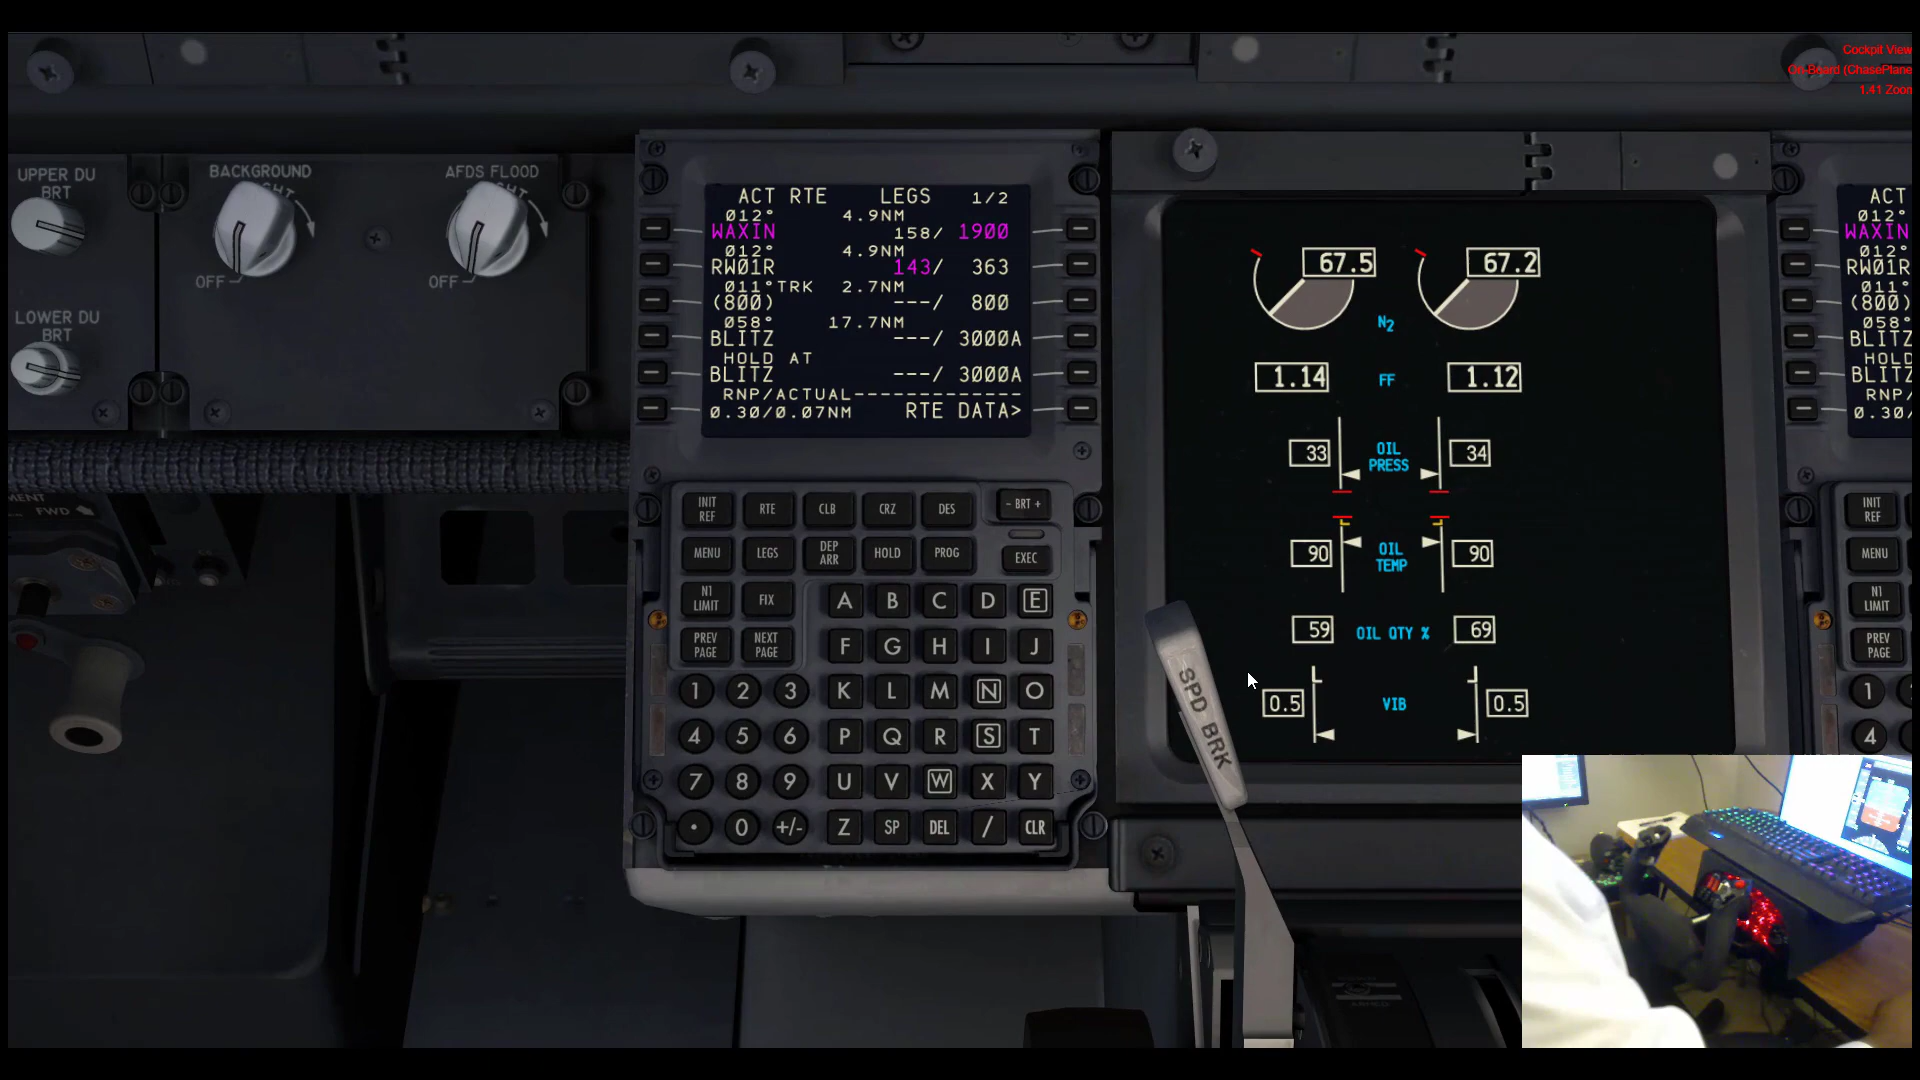 Cockpit View
On-Board (ChasePlane
1.41 Zoom
UPPER DU
BRT
BACKGROUND
OFF
AFDS FLOOD
OFF
LOWER DU
BRT
FWD
ACT RTE LEGS 1/2
012° 4.9NM
WAXIN 158/ 1900
012° 4.9NM
RW01R 143/ 363
011°TRK 2.7NM
(800) ---/ 800
058° 17.7NM
BLITZ ---/ 3000A
HOLD AT
BLITZ ---/ 3000A
RNP/ACTUAL------------
0.30/0.07NM RTE DATA>
INIT REF RTE CLB CRZ DES - BRT +
MENU LEGS DEP ARR HOLD PROG EXEC
N1 LIMIT FIX A B C D E
PREV PAGE NEXT PAGE F G H I J
1 2 3 K L M N O
4 5 6 P Q R S T
7 8 9 U V W X Y
. 0 +/- Z SP DEL / CLR
67.5 67.2
N2
1.14 FF 1.12
33 OIL PRESS 34
90 OIL TEMP 90
59 OIL QTY % 69
0.5 VIB 0.5
SPD BRK
ACT
012°
WAXIN
012°
RW01R
011°
(800)
058°
BLITZ
HOLD
BLITZ
RNP/
0.30/
INIT REF
MENU
N1 LIMIT
PREV PAGE
1
4